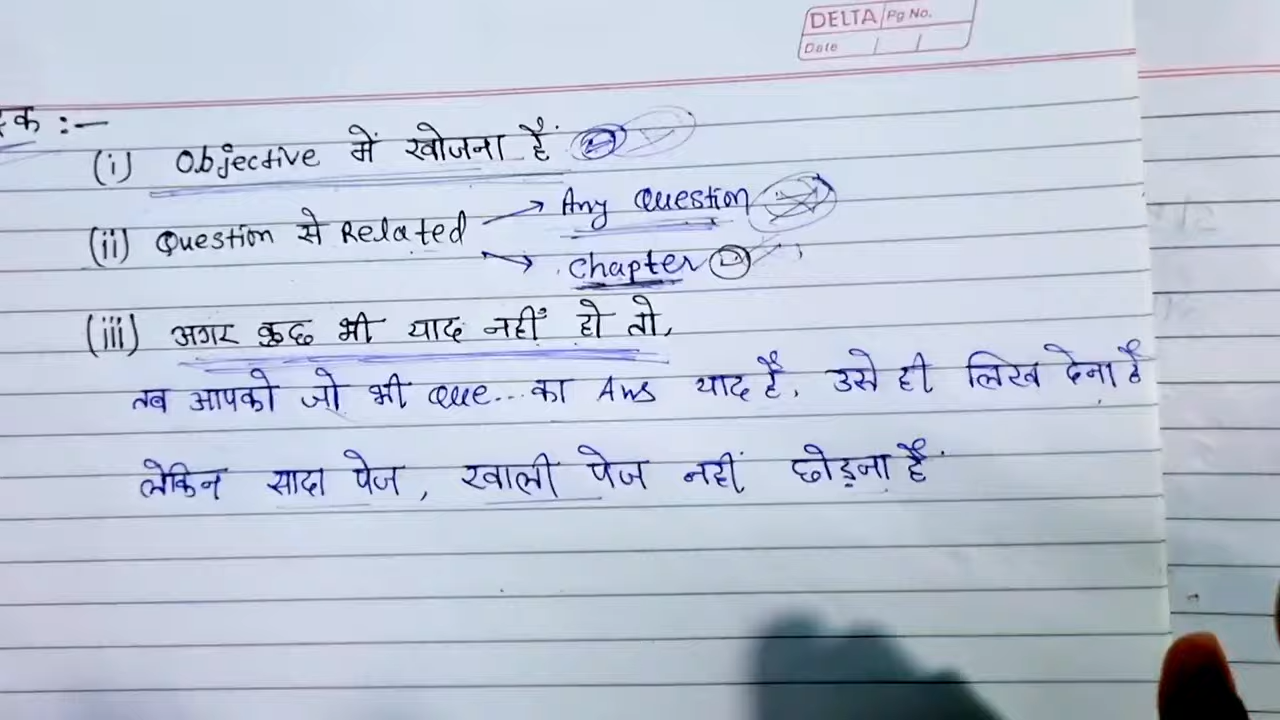 DELTA Pg No.
Date
क :-
(i) Objective में खोजना है
(ii) Question से Related → Any Question
→ Chapter
(iii) अगर कुछ भी याद नहीं हो तो,
तब आपको जो भी Que... का Ans याद है, उसे ही लिख देना है
लेकिन सादा पेज, खाली पेज नहीं छोड़ना है